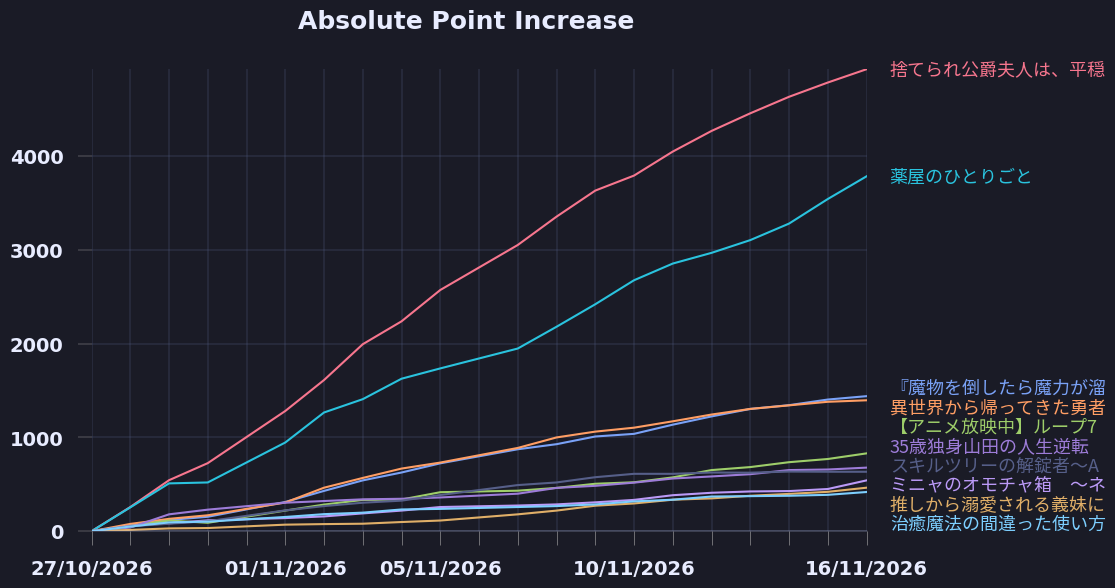 Absolute Point Increase
捨てられ公爵夫人は、平穏
4000
薬屋のひとりごと
3000
2000
『魔物を倒したら魔力が溜
異世界から帰ってきた勇者
1000
【アニメ放映中】ループ7
35歳独身山田の人生逆転
スキルツリーの解錠者～A
ミニャのオモチャ箱　～ネ
推しから溺愛される義妹に
治癒魔法の間違った使い方
0
27/10/2026
01/11/2026
05/11/2026
10/11/2026
16/11/2026